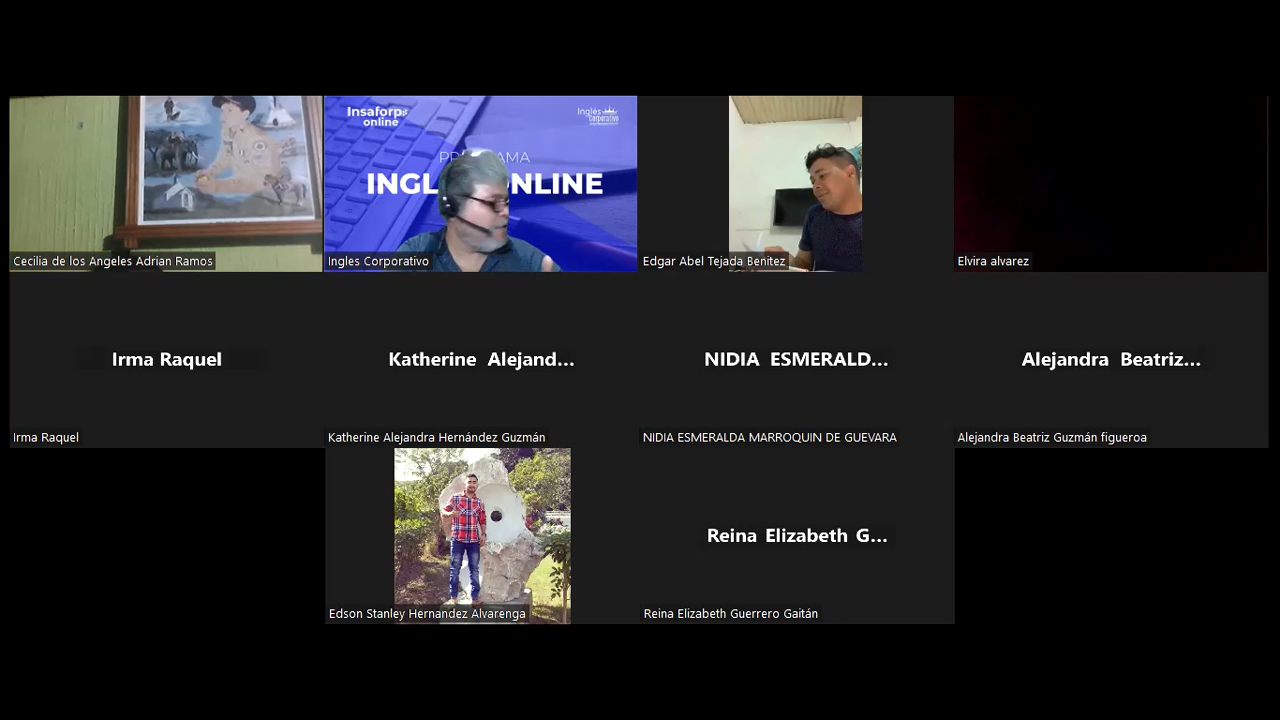 Insaforp
online
Inglés
Corporativo
INGL ONLINE
Cecilia de los Angeles Adrian Ramos
Ingles Corporativo
Edgar Abel Tejada Benitez
Elvira alvarez
Irma Raquel
Katherine Alejand...
NIDIA ESMERALD...
Alejandra Beatriz...
Irma Raquel
Katherine Alejandra Hernández Guzmán
NIDIA ESMERALDA MARROQUIN DE GUEVARA
Alejandra Beatriz Guzmán figueroa
Reina Elizabeth G...
Edson Stanley Hernandez Alvarenga
Reina Elizabeth Guerrero Gaitán